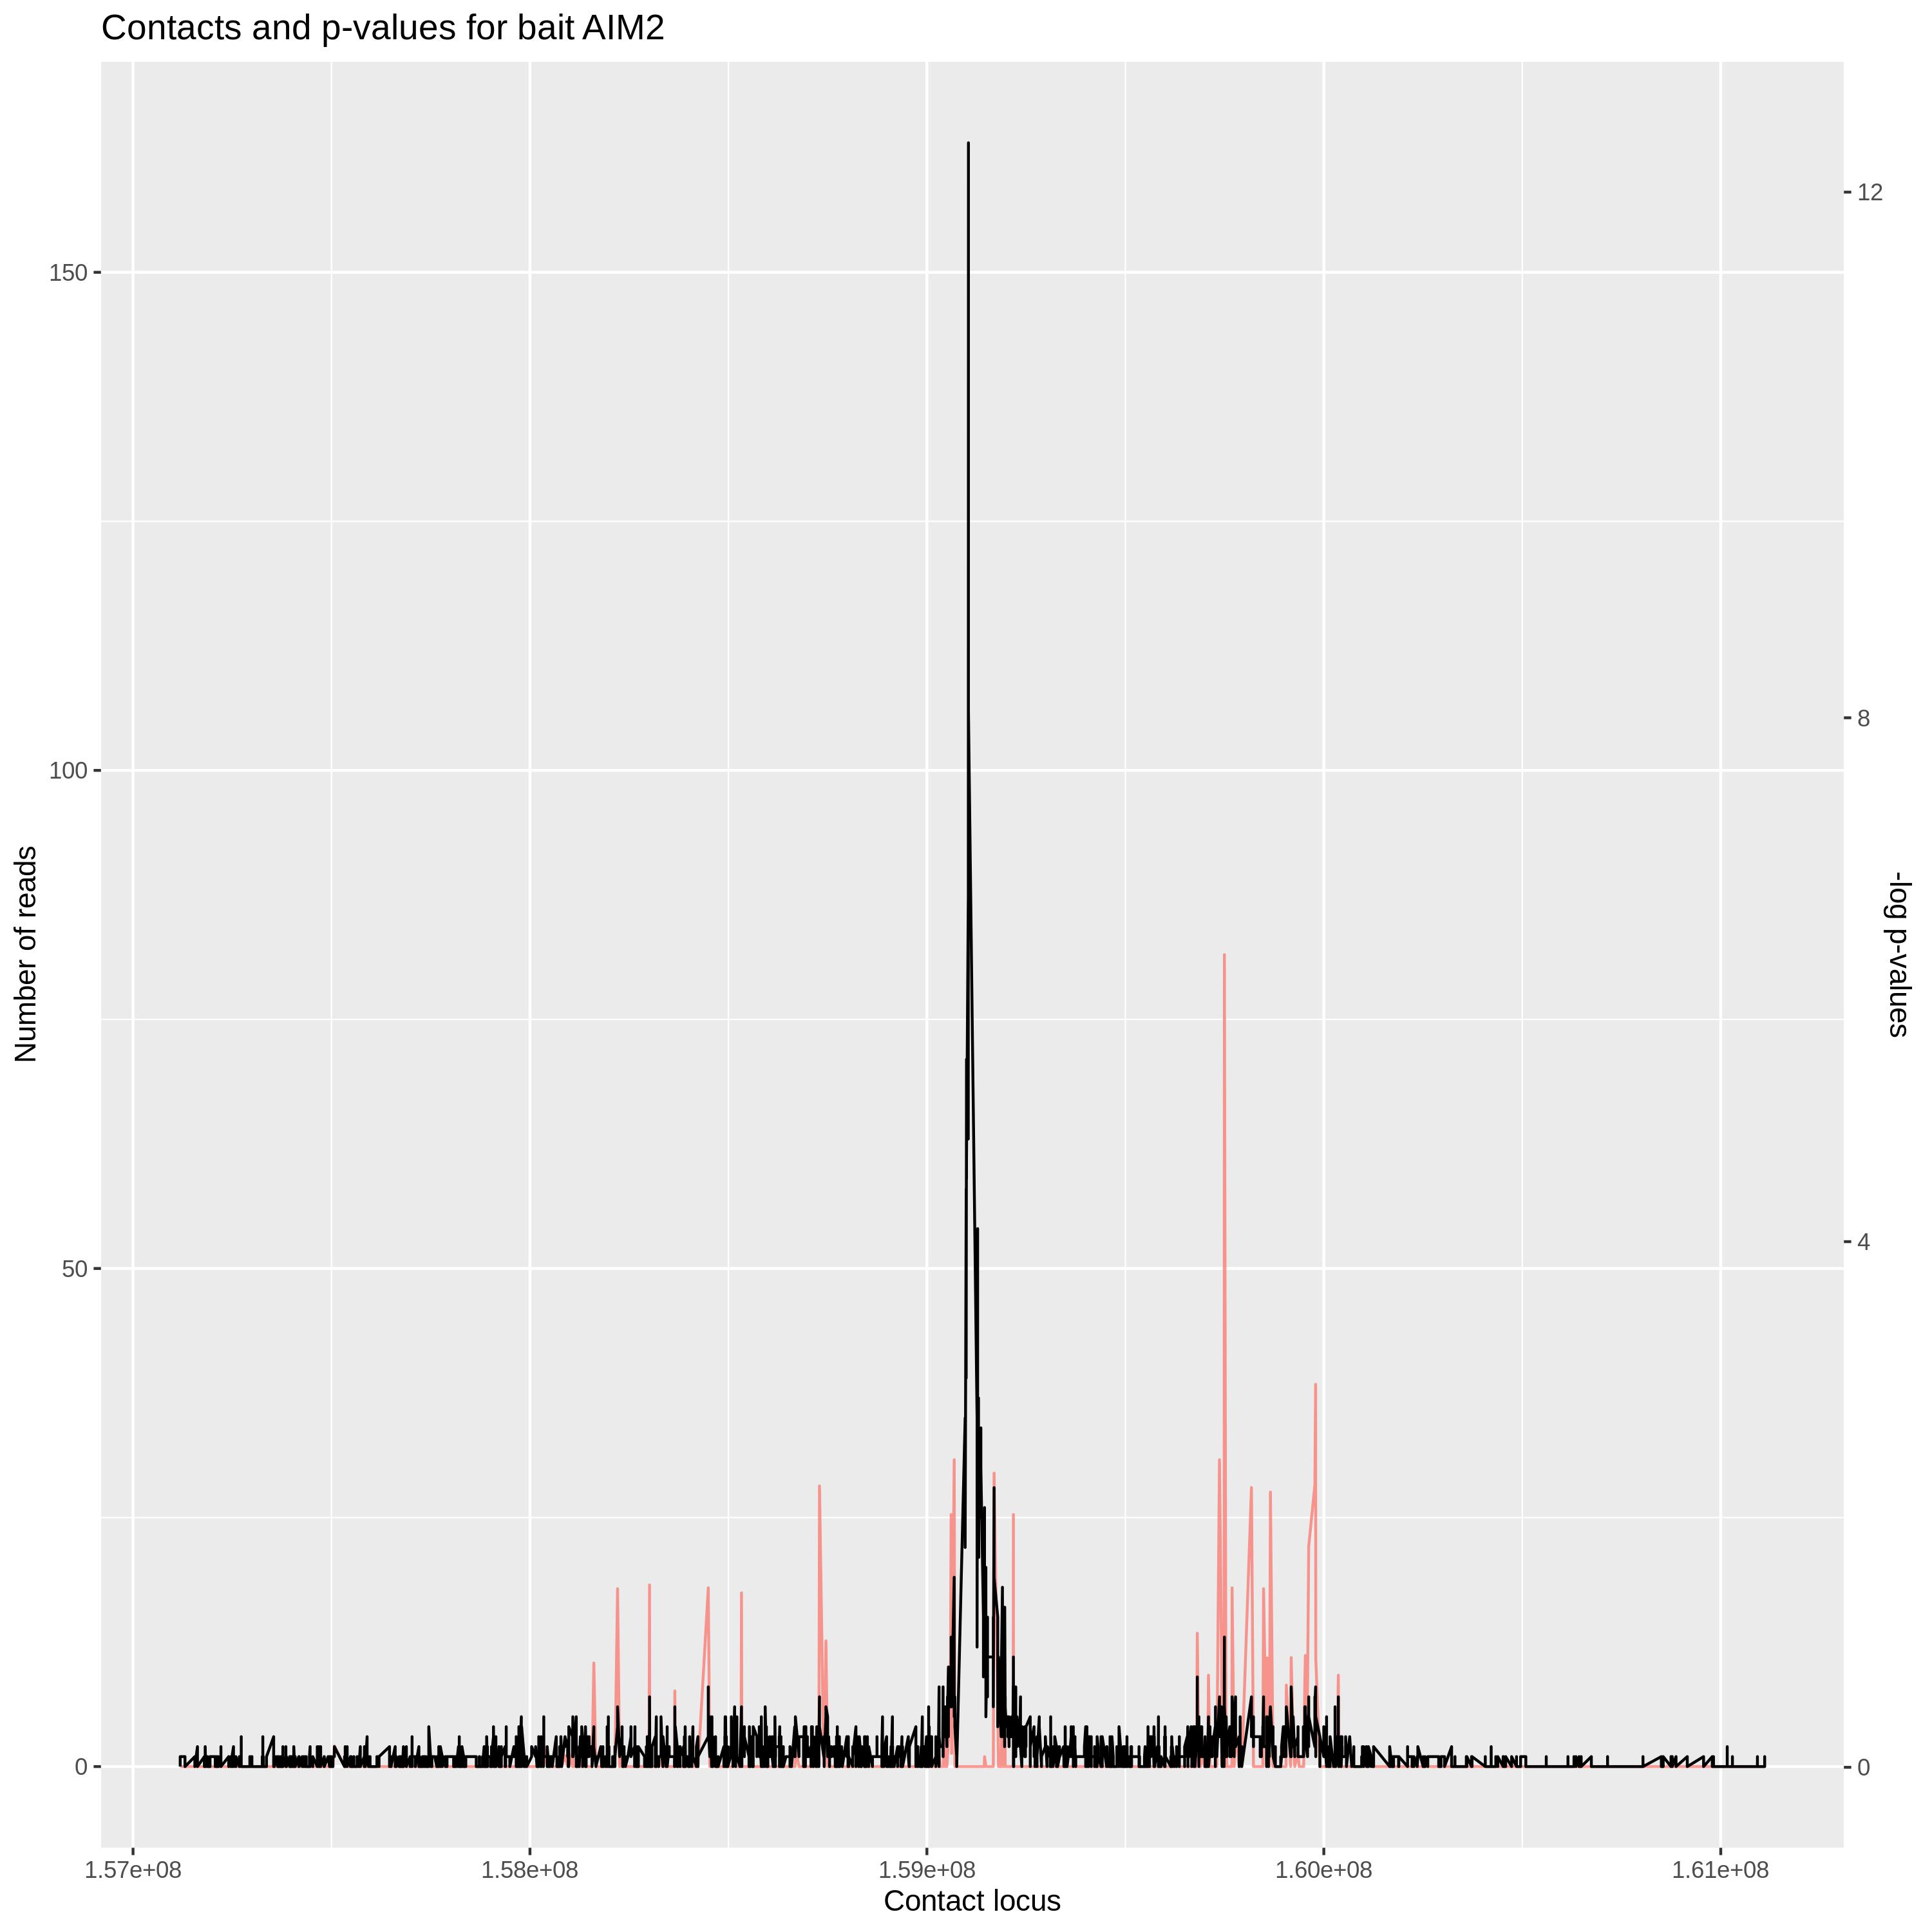 Contacts and p-values for bait AIM2
150
100
50
0
Number of reads
12
8
4
0
-log p-values
1.57e+08
1.58e+08
1.59e+08
1.60e+08
1.61e+08
Contact locus